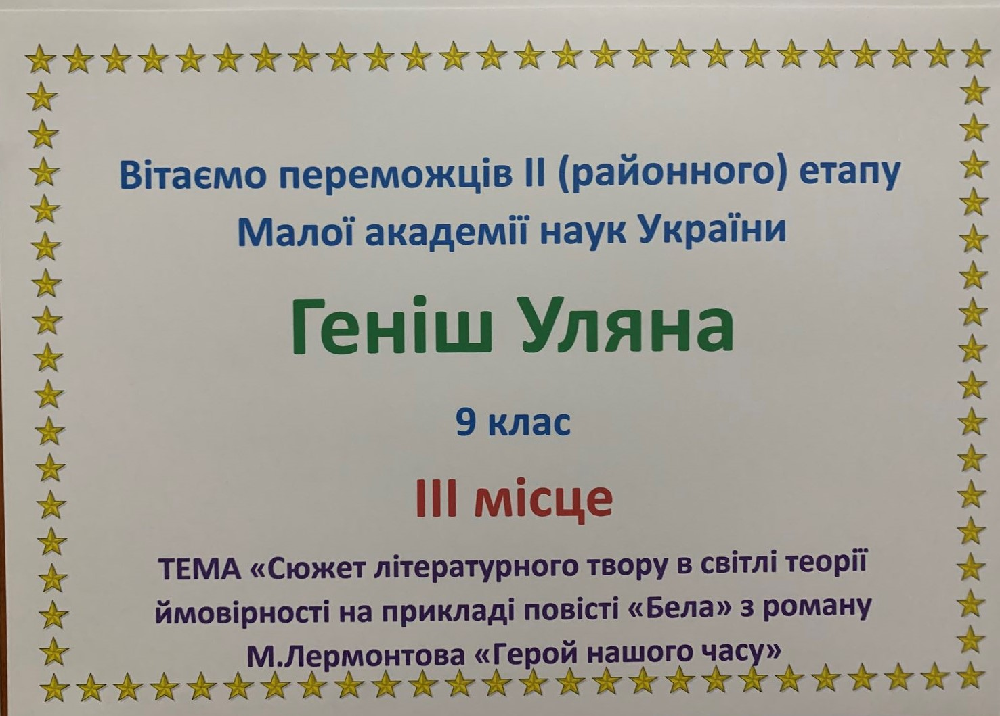 Вітаємо переможців ІІ (районного) етапу
Малої академії наук України
Геніш Уляна
9 клас
ІІІ місце
ТЕМА «Сюжет літературного твору в світлі теорії
ймовірності на прикладі повісті «Бела» з роману
М.Лермонтова «Герой нашого часу»